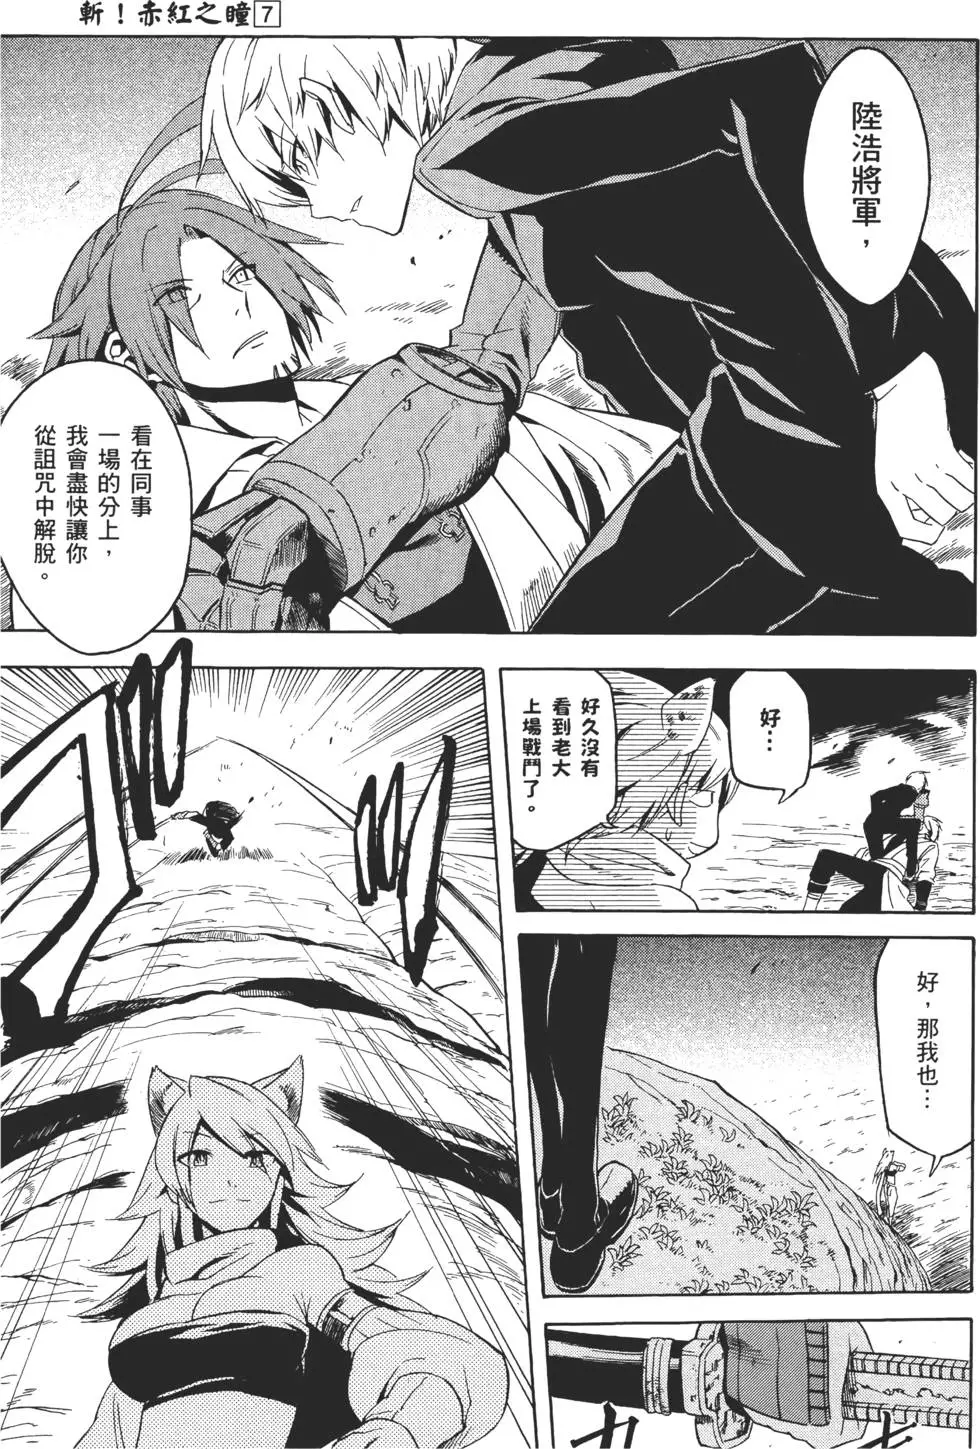 斬！赤紅之瞳7
陸浩將軍，
看在同事
一場的分上，
我會盡快讓你
從詛咒中解脫。
好…
好久沒有
看到老大
上場戰鬥了。
好，那我也…